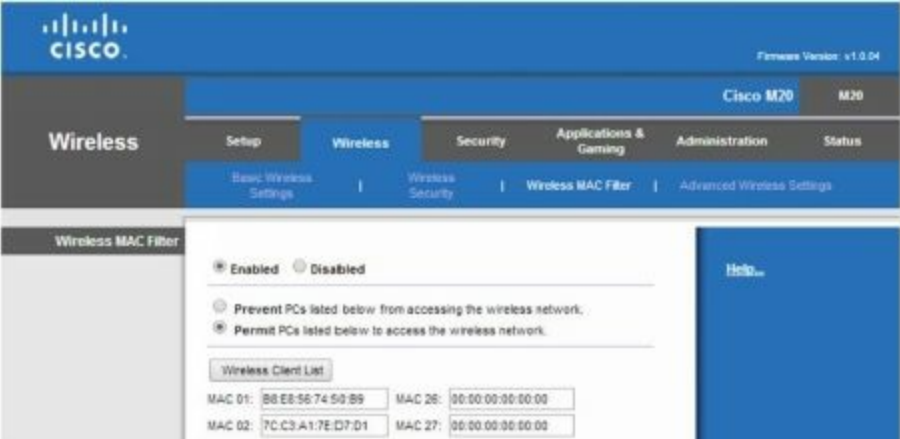 CISCO.
Firmware Version: v1.0.04
Cisco M20 M20
Wireless
Setup Wireless Security Applications & Gaming Administration Status
Basic Wireless Settings | Wireless Security | Wireless MAC Filter | Advanced Wireless Settings
Wireless MAC Filter
Enabled Disabled
Help...
Prevent PCs listed below from accessing the wireless network.
Permit PCs listed below to access the wireless network.
Wireless Client List
MAC 01: B8:E8:56:74:50:B9 MAC 26: 00:00:00:00:00:00
MAC 02: 7C:C3:A1:7E:D7:D1 MAC 27: 00:00:00:00:00:00